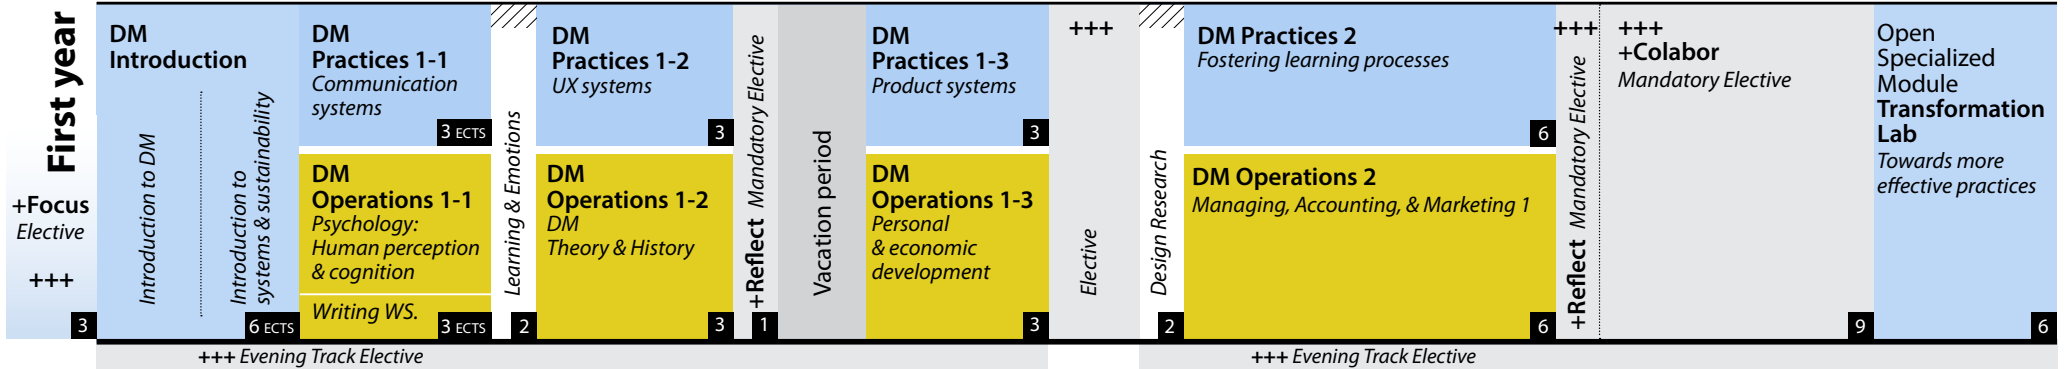 First year
+Focus
Elective
+++
3
DM
Introduction
Introduction to DM
Introduction to
systems & sustainability
6 ECTS
DM
Practices 1-1
Communication
systems
3 ECTS
DM
Operations 1-1
Psychology:
Human perception
& cognition
Writing WS.
3 ECTS
Learning & Emotions
2
DM
Practices 1-2
UX systems
3
DM
Operations 1-2
DM
Theory & History
3
+Reflect Mandatory Elective
1
Vacation period
DM
Practices 1-3
Product systems
3
DM
Operations 1-3
Personal
& economic
development
3
+++
Elective
Design Research
2
DM Practices 2
Fostering learning processes
6
DM Operations 2
Managing, Accounting, & Marketing 1
6
+++
+Reflect Mandatory Elective
+++
+Colabor
Mandatory Elective
9
Open
Specialized
Module
Transformation
Lab
Towards more
effective practices
6
+++ Evening Track Elective
+++ Evening Track Elective